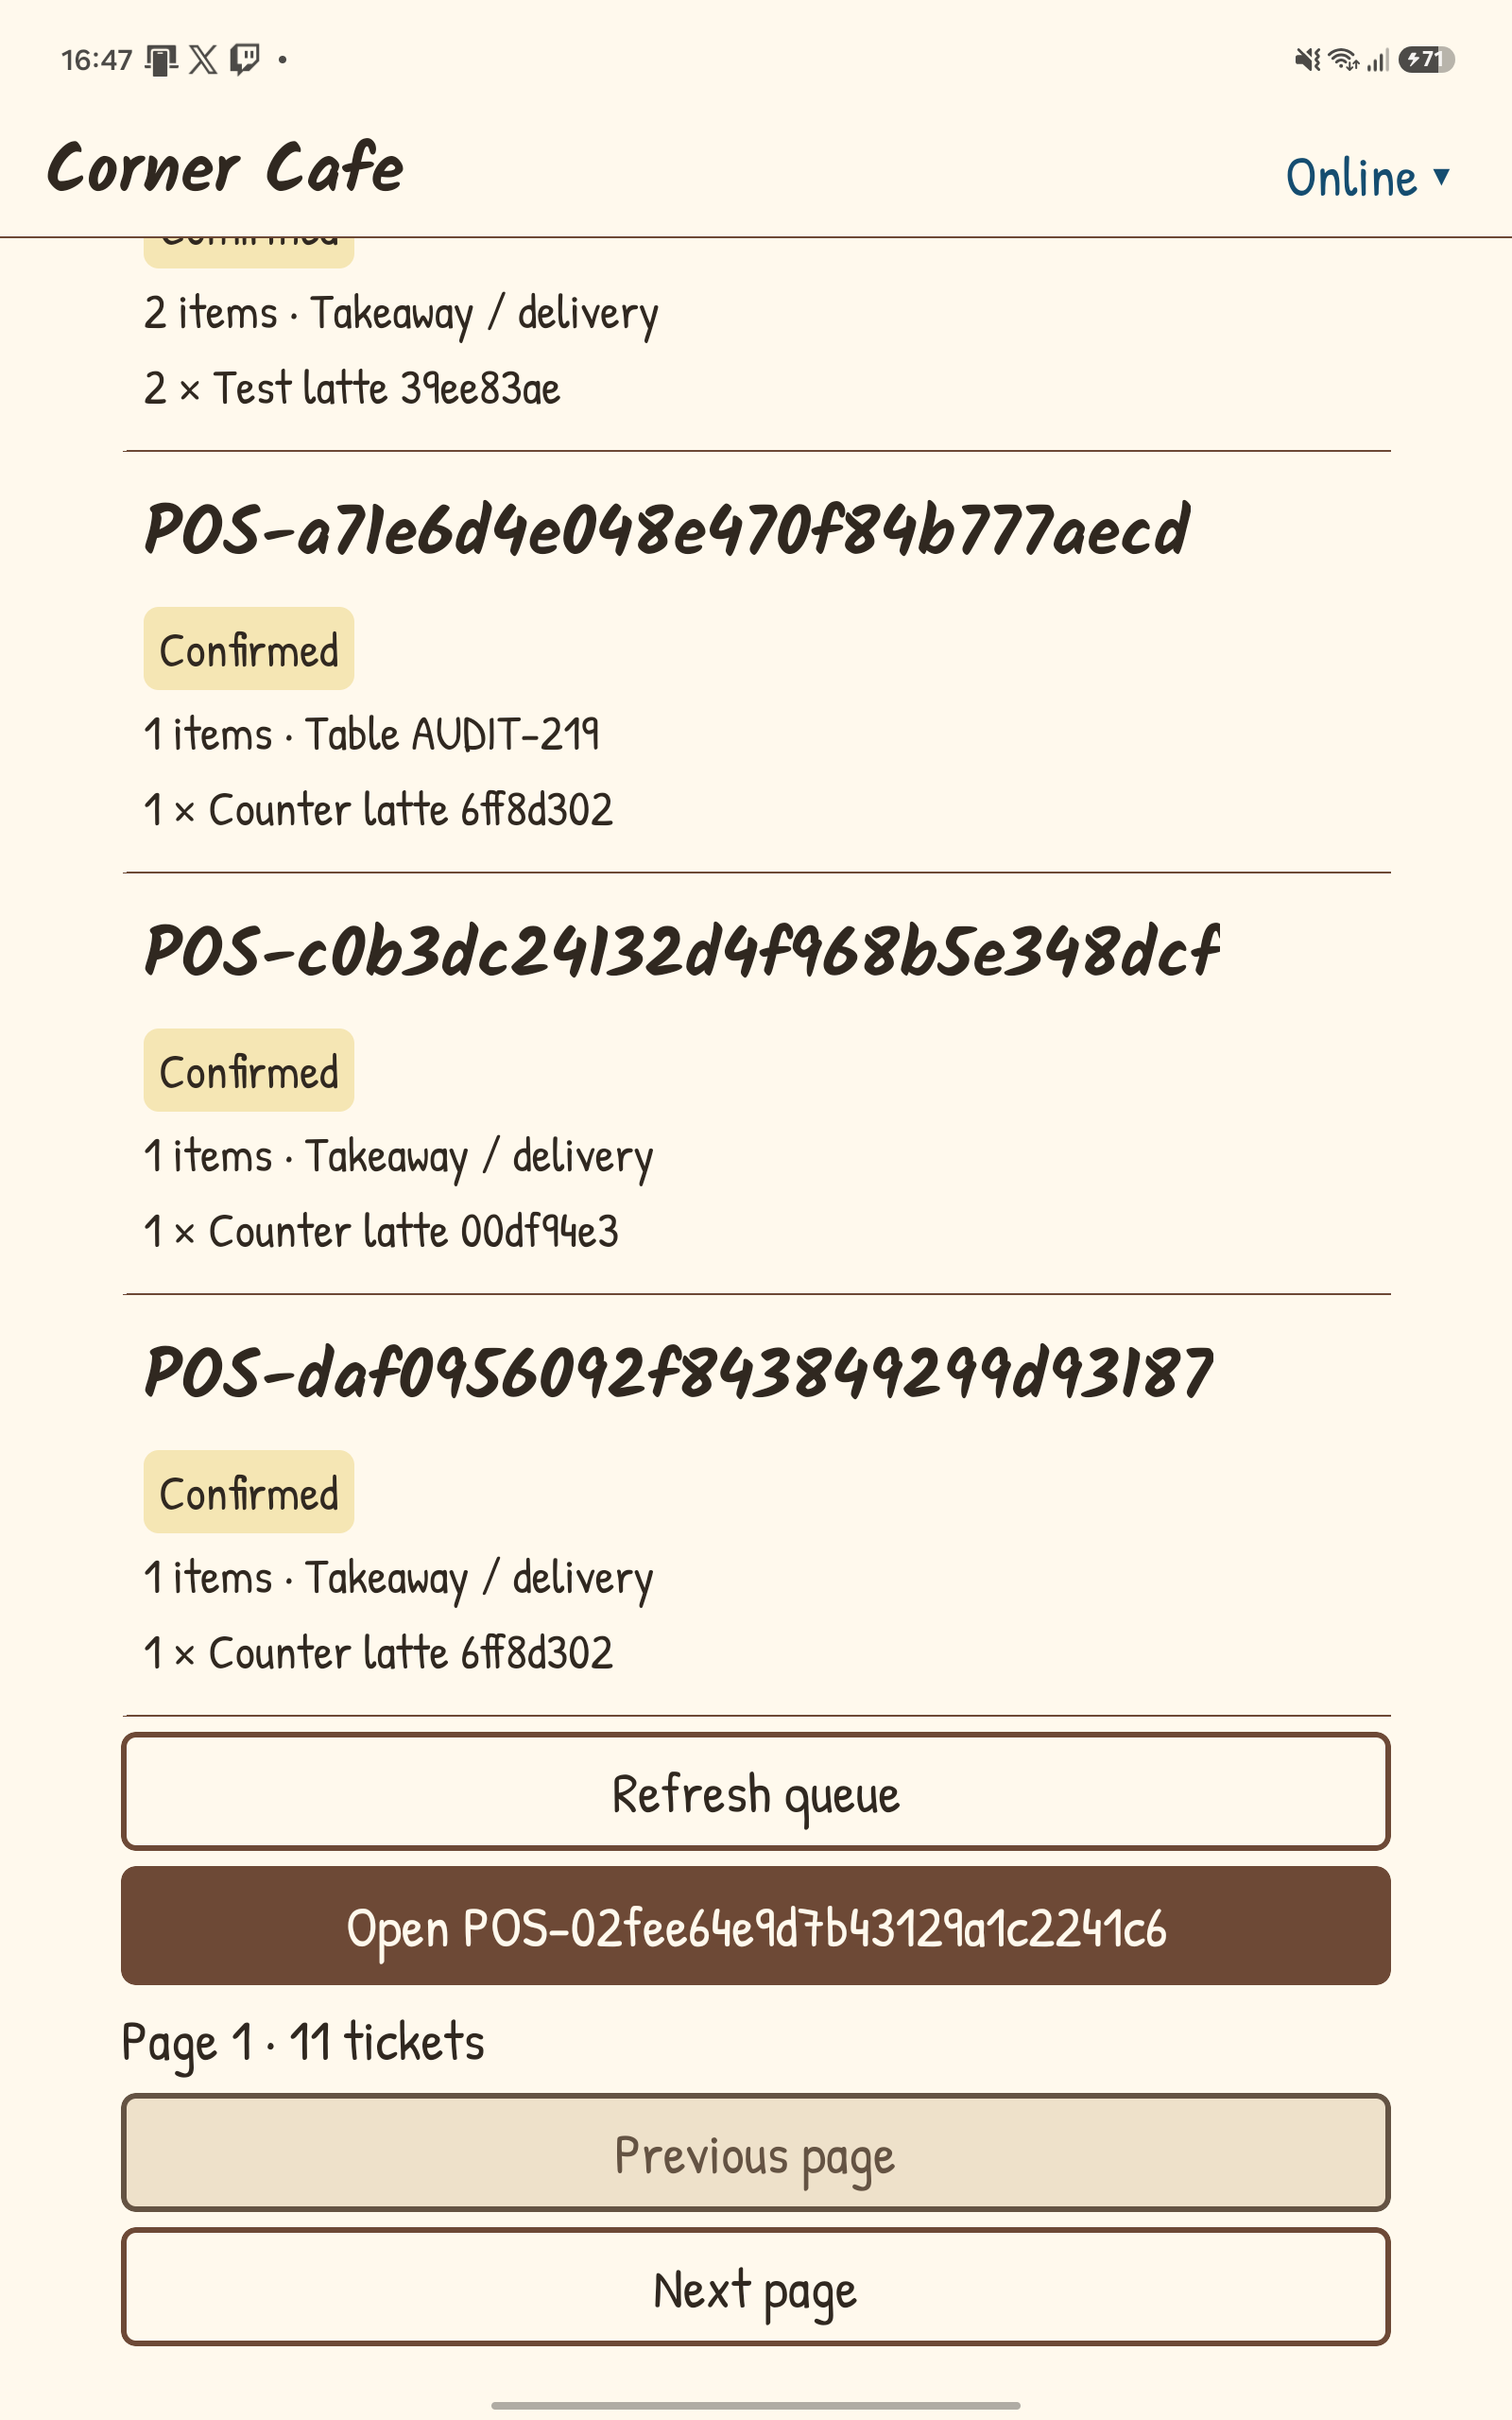 16:47
71
Corner Cafe
Online ▼
Confirmed
2 items · Takeaway / delivery
2 × Test latte 39ee83ae
POS-a71e6d4e048e470f84b777aecd
Confirmed
1 items · Table AUDIT-219
1 × Counter latte 6ff8d302
POS-c0b3dc24132d4f968b5e348dcf
Confirmed
1 items · Takeaway / delivery
1 × Counter latte 00df94e3
POS-daf0956092f843849299d93187
Confirmed
1 items · Takeaway / delivery
1 × Counter latte 6ff8d302
Refresh queue
Open POS-02fee64e9d7b43129a1c2241c6
Page 1 · 11 tickets
Previous page
Next page